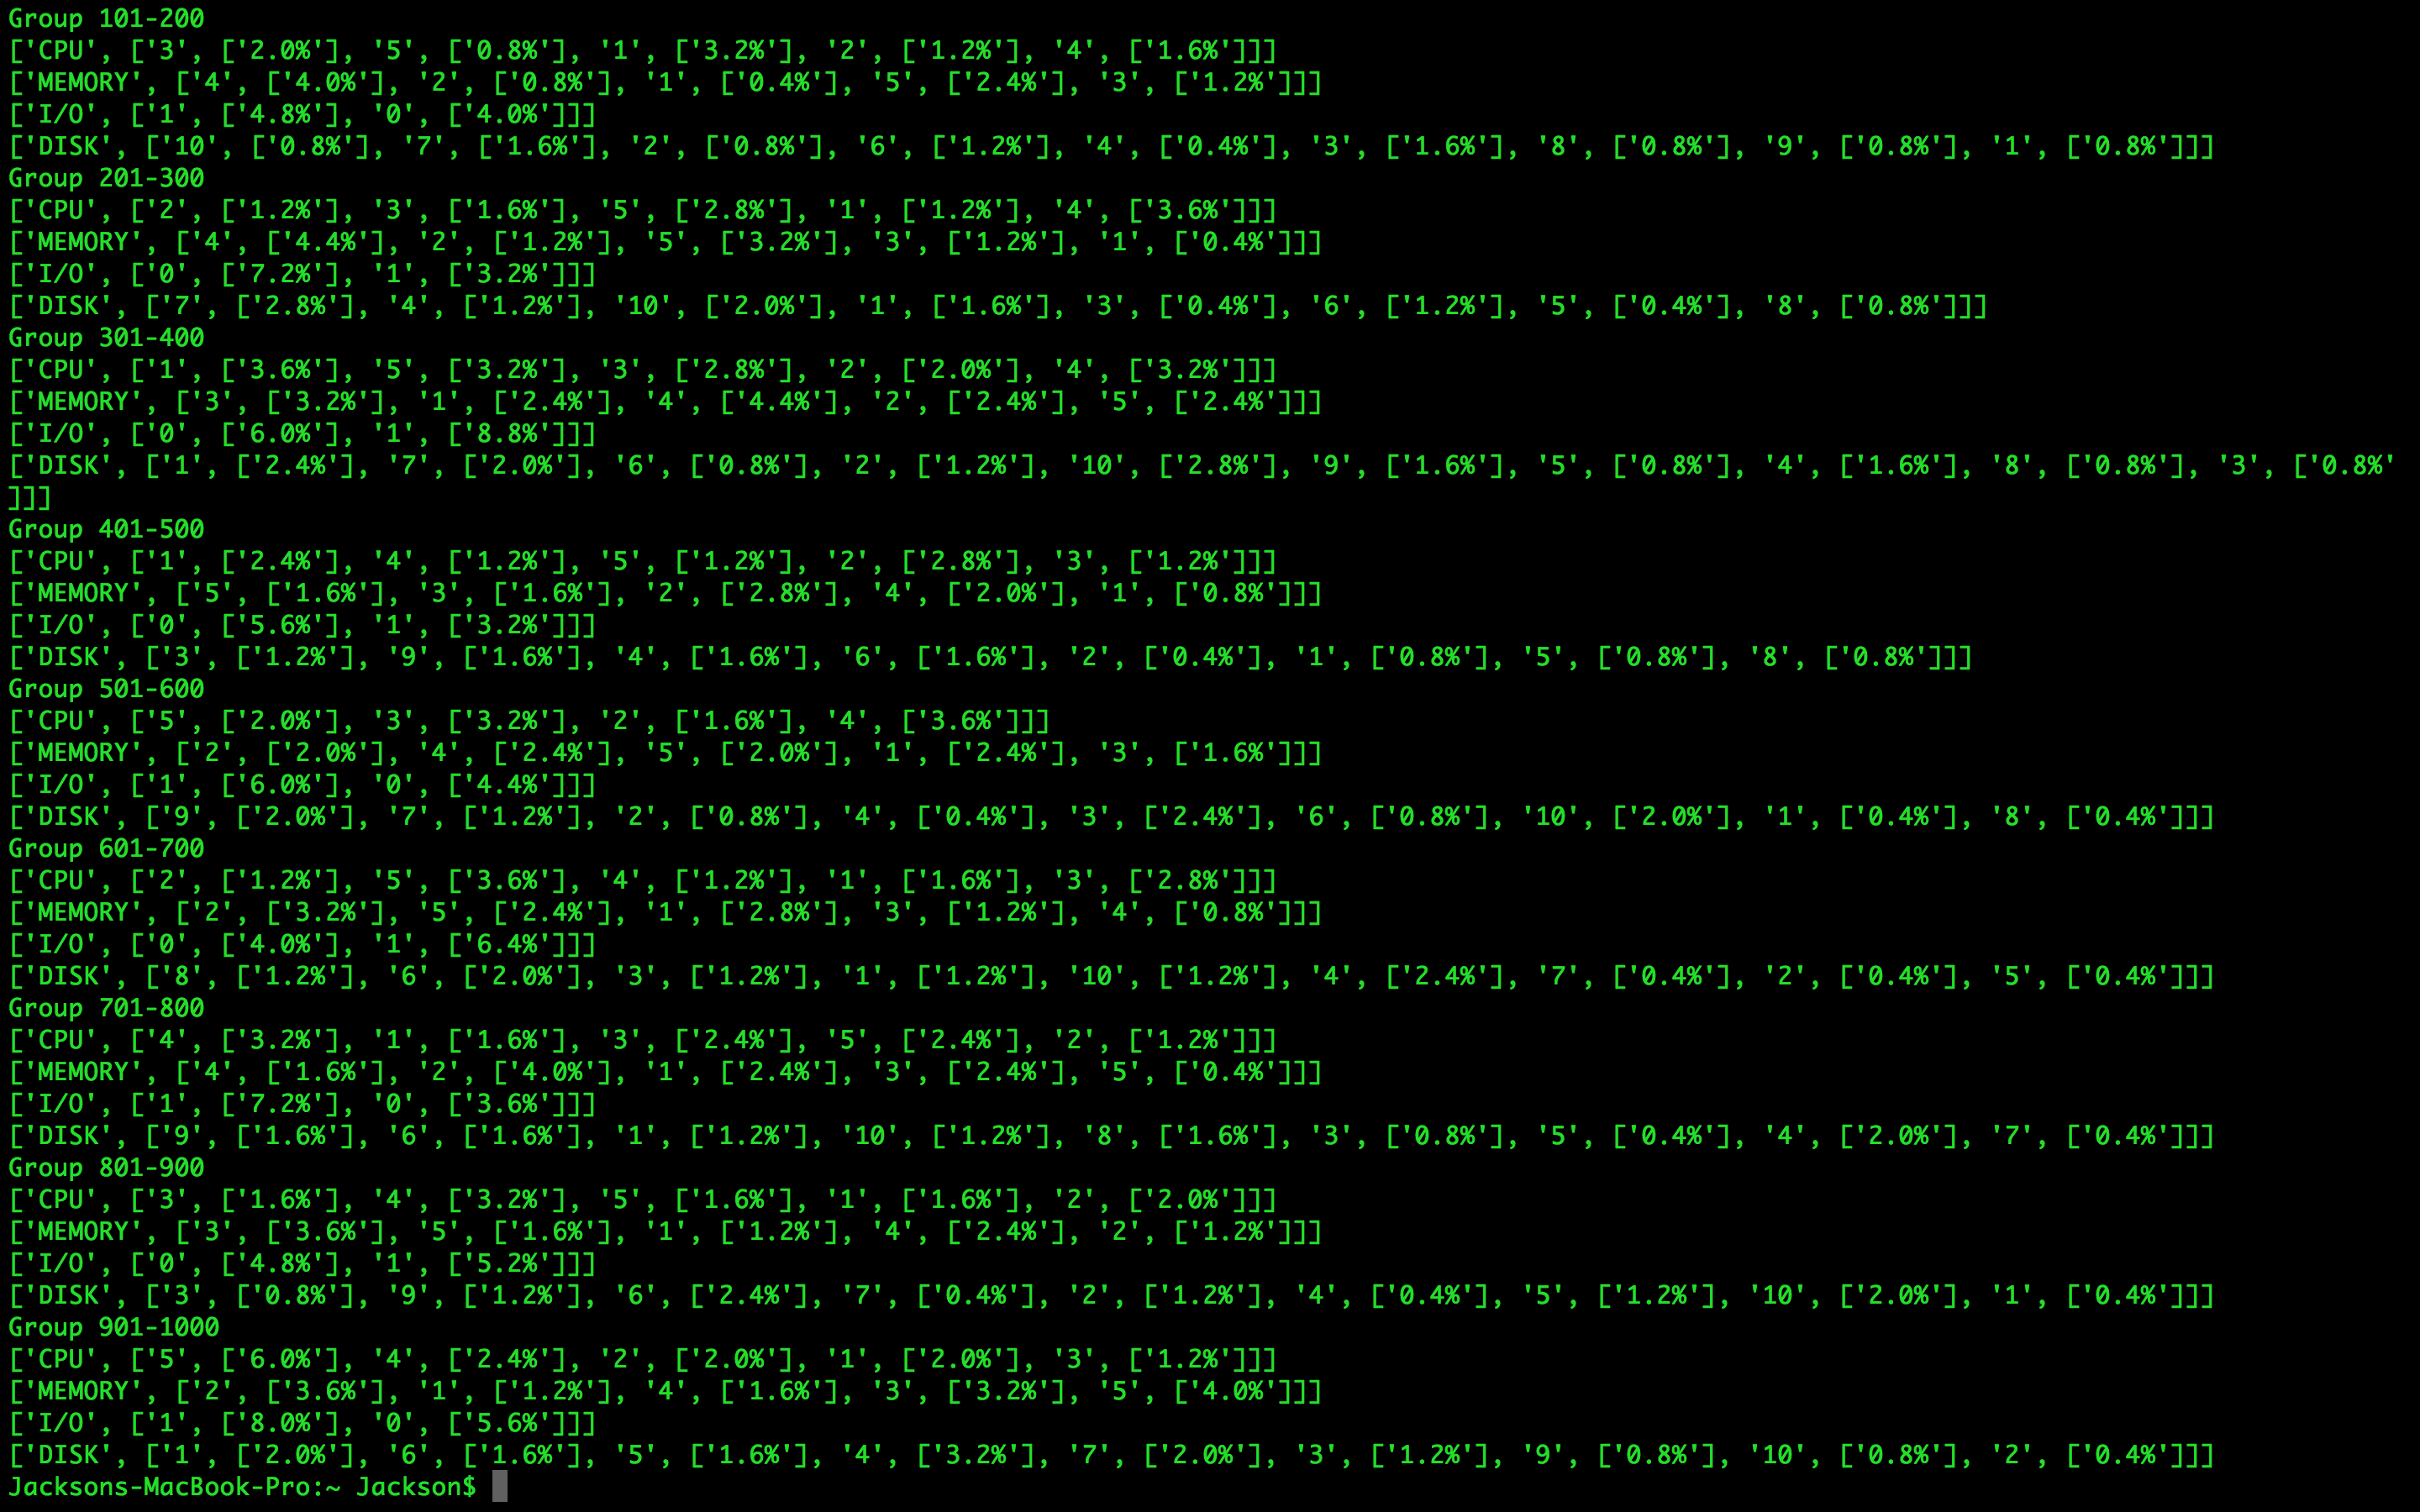 Group 101-200
['CPU', ['3', ['2.0%'], '5', ['0.8%'], '1', ['3.2%'], '2', ['1.2%'], '4', ['1.6%']]]
['MEMORY', ['4', ['4.0%'], '2', ['0.8%'], '1', ['0.4%'], '5', ['2.4%'], '3', ['1.2%']]]
['I/O', ['1', ['4.8%'], '0', ['4.0%']]]
['DISK', ['10', ['0.8%'], '7', ['1.6%'], '2', ['0.8%'], '6', ['1.2%'], '4', ['0.4%'], '3', ['1.6%'], '8', ['0.8%'], '9', ['0.8%'], '1', ['0.8%']]]
Group 201-300
['CPU', ['2', ['1.2%'], '3', ['1.6%'], '5', ['2.8%'], '1', ['1.2%'], '4', ['3.6%']]]
['MEMORY', ['4', ['4.4%'], '2', ['1.2%'], '5', ['3.2%'], '3', ['1.2%'], '1', ['0.4%']]]
['I/O', ['0', ['7.2%'], '1', ['3.2%']]]
['DISK', ['7', ['2.8%'], '4', ['1.2%'], '10', ['2.0%'], '1', ['1.6%'], '3', ['0.4%'], '6', ['1.2%'], '5', ['0.4%'], '8', ['0.8%']]]
Group 301-400
['CPU', ['1', ['3.6%'], '5', ['3.2%'], '3', ['2.8%'], '2', ['2.0%'], '4', ['3.2%']]]
['MEMORY', ['3', ['3.2%'], '1', ['2.4%'], '4', ['4.4%'], '2', ['2.4%'], '5', ['2.4%']]]
['I/O', ['0', ['6.0%'], '1', ['8.8%']]]
['DISK', ['1', ['2.4%'], '7', ['2.0%'], '6', ['0.8%'], '2', ['1.2%'], '10', ['2.8%'], '9', ['1.6%'], '5', ['0.8%'], '4', ['1.6%'], '8', ['0.8%'], '3', ['0.8%'
]]]
Group 401-500
['CPU', ['1', ['2.4%'], '4', ['1.2%'], '5', ['1.2%'], '2', ['2.8%'], '3', ['1.2%']]]
['MEMORY', ['5', ['1.6%'], '3', ['1.6%'], '2', ['2.8%'], '4', ['2.0%'], '1', ['0.8%']]]
['I/O', ['0', ['5.6%'], '1', ['3.2%']]]
['DISK', ['3', ['1.2%'], '9', ['1.6%'], '4', ['1.6%'], '6', ['1.6%'], '2', ['0.4%'], '1', ['0.8%'], '5', ['0.8%'], '8', ['0.8%']]]
Group 501-600
['CPU', ['5', ['2.0%'], '3', ['3.2%'], '2', ['1.6%'], '4', ['3.6%']]]
['MEMORY', ['2', ['2.0%'], '4', ['2.4%'], '5', ['2.0%'], '1', ['2.4%'], '3', ['1.6%']]]
['I/O', ['1', ['6.0%'], '0', ['4.4%']]]
['DISK', ['9', ['2.0%'], '7', ['1.2%'], '2', ['0.8%'], '4', ['0.4%'], '3', ['2.4%'], '6', ['0.8%'], '10', ['2.0%'], '1', ['0.4%'], '8', ['0.4%']]]
Group 601-700
['CPU', ['2', ['1.2%'], '5', ['3.6%'], '4', ['1.2%'], '1', ['1.6%'], '3', ['2.8%']]]
['MEMORY', ['2', ['3.2%'], '5', ['2.4%'], '1', ['2.8%'], '3', ['1.2%'], '4', ['0.8%']]]
['I/O', ['0', ['4.0%'], '1', ['6.4%']]]
['DISK', ['8', ['1.2%'], '6', ['2.0%'], '3', ['1.2%'], '1', ['1.2%'], '10', ['1.2%'], '4', ['2.4%'], '7', ['0.4%'], '2', ['0.4%'], '5', ['0.4%']]]
Group 701-800
['CPU', ['4', ['3.2%'], '1', ['1.6%'], '3', ['2.4%'], '5', ['2.4%'], '2', ['1.2%']]]
['MEMORY', ['4', ['1.6%'], '2', ['4.0%'], '1', ['2.4%'], '3', ['2.4%'], '5', ['0.4%']]]
['I/O', ['1', ['7.2%'], '0', ['3.6%']]]
['DISK', ['9', ['1.6%'], '6', ['1.6%'], '1', ['1.2%'], '10', ['1.2%'], '8', ['1.6%'], '3', ['0.8%'], '5', ['0.4%'], '4', ['2.0%'], '7', ['0.4%']]]
Group 801-900
['CPU', ['3', ['1.6%'], '4', ['3.2%'], '5', ['1.6%'], '1', ['1.6%'], '2', ['2.0%']]]
['MEMORY', ['3', ['3.6%'], '5', ['1.6%'], '1', ['1.2%'], '4', ['2.4%'], '2', ['1.2%']]]
['I/O', ['0', ['4.8%'], '1', ['5.2%']]]
['DISK', ['3', ['0.8%'], '9', ['1.2%'], '6', ['2.4%'], '7', ['0.4%'], '2', ['1.2%'], '4', ['0.4%'], '5', ['1.2%'], '10', ['2.0%'], '1', ['0.4%']]]
Group 901-1000
['CPU', ['5', ['6.0%'], '4', ['2.4%'], '2', ['2.0%'], '1', ['2.0%'], '3', ['1.2%']]]
['MEMORY', ['2', ['3.6%'], '1', ['1.2%'], '4', ['1.6%'], '3', ['3.2%'], '5', ['4.0%']]]
['I/O', ['1', ['8.0%'], '0', ['5.6%']]]
['DISK', ['1', ['2.0%'], '6', ['1.6%'], '5', ['1.6%'], '4', ['3.2%'], '7', ['2.0%'], '3', ['1.2%'], '9', ['0.8%'], '10', ['0.8%'], '2', ['0.4%']]]
Jacksons-MacBook-Pro:~ Jackson$